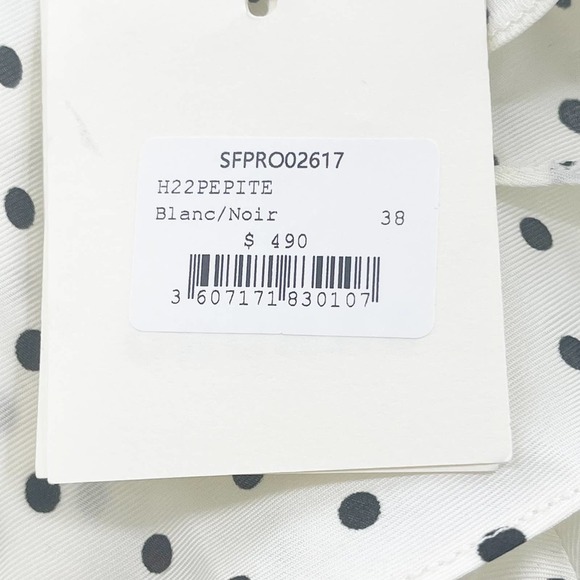 SFPRO02617
H22PEPITE
Blanc/Noir 38
$ 490
3 607171 830107